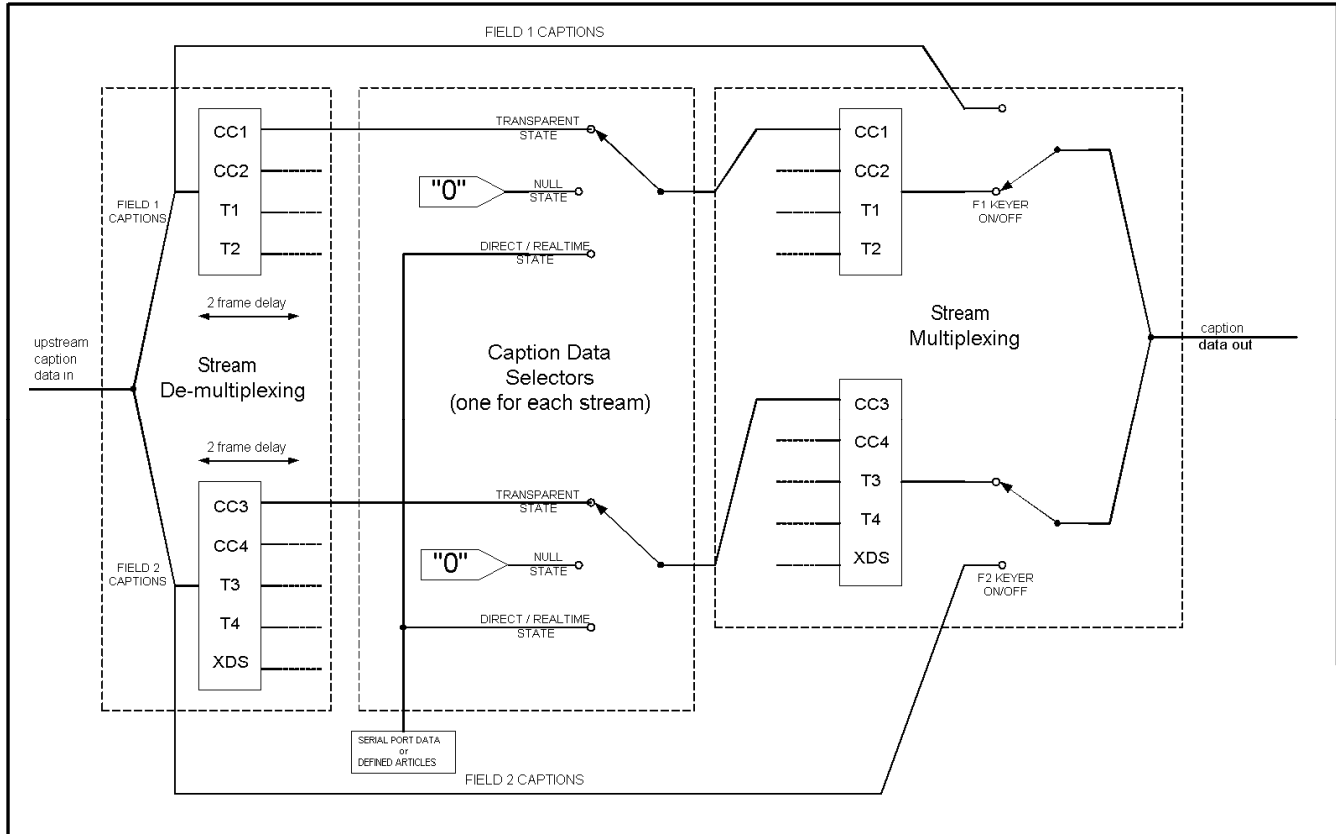 FIELD 1 CAPTIONS
CC1
CC2
T1
T2
FIELD 1
CAPTIONS
2 frame delay
upstream
caption
data in
Stream
De-multiplexing
2 frame delay
CC3
CC4
T3
T4
XDS
FIELD 2
CAPTIONS
TRANSPARENT
STATE
"0"
NULL
STATE
DIRECT / REALTIME
STATE
Caption Data
Selectors
(one for each stream)
TRANSPARENT
STATE
"0"
NULL
STATE
DIRECT / REALTIME
STATE
SERIAL PORT DATA
or
DEFINED ARTICLES
CC1
CC2
T1
T2
F1 KEYER
ON/OFF
Stream
Multiplexing
CC3
CC4
T3
T4
XDS
F2 KEYER
ON/OFF
caption
data out
FIELD 2 CAPTIONS